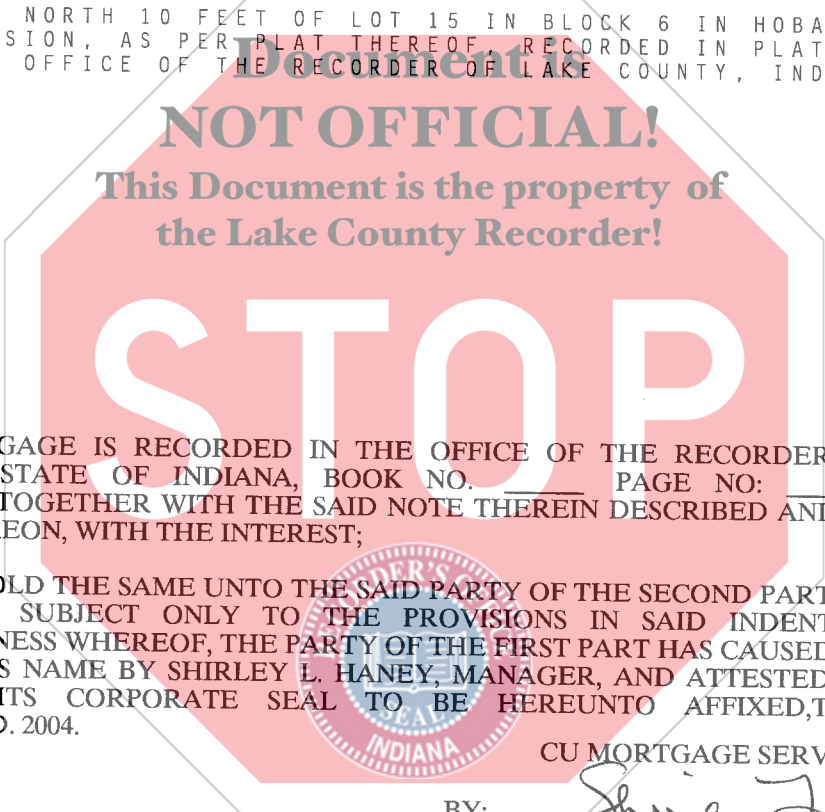 NORTH 10 FEET OF LOT 15 IN BLOCK 6 IN HOBA
SION, AS PER PLAT THEREOF, RECORDED IN PLAT
OFFICE OF THE RECORDER OF LAKE COUNTY, IND
Document is
NOT OFFICIAL!
This Document is the property of
the Lake County Recorder!
STOP
GAGE IS RECORDED IN THE OFFICE OF THE RECORDER
STATE OF INDIANA, BOOK NO. ______ PAGE NO: ___
TOGETHER WITH THE SAID NOTE THEREIN DESCRIBED AND
EON, WITH THE INTEREST;
OLD THE SAME UNTO THE SAID PARTY OF THE SECOND PART
SUBJECT ONLY TO THE PROVISIONS IN SAID INDENT
NESS WHEREOF, THE PARTY OF THE FIRST PART HAS CAUSED
S NAME BY SHIRLEY L. HANEY, MANAGER, AND ATTESTED
ITS CORPORATE SEAL TO BE HEREUNTO AFFIXED,T
D. 2004.
SEAL
INDIANA
CU MORTGAGE SERV
BY: